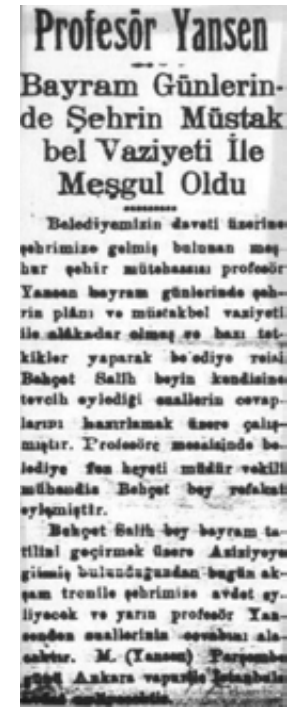 Profesör Yansen
Bayram Günlerin-
de Şehrin Müstak
bel Vaziyeti İle
Meşgul Oldu
Belediyemizin daveti üzerine
şehrimize gelmiş bulunan meş
hur şehir mütehassısı profesör
Yansen bayram günlerinde şeh-
rin plânı ve müstakbel vaziyeti
ile alâkadar olmuş ve bazı tet-
kikler yaparak belediye reisi
Behçet Salih beyin kendisine
tevcih eylediği suallerin cevap-
larını hazırlamak üzere çalış-
mıştır. Profesöre mesaisinde be-
lediye fen heyeti müdür vekili
mühendis Behçet bey refakat
eylemiştir.
Behçet Salih bey bayram ta-
tilini geçirmek üzere Aziziyeye
gitmiş bulunduğundan bugün ak-
şam trenile şehrimize avdet ey-
liyecek ve yarın profesör Yan-
senden suallerinin cevabını ala-
caktır. M. (Yansen) Perşembe
günü Ankara vapurile İstanbula